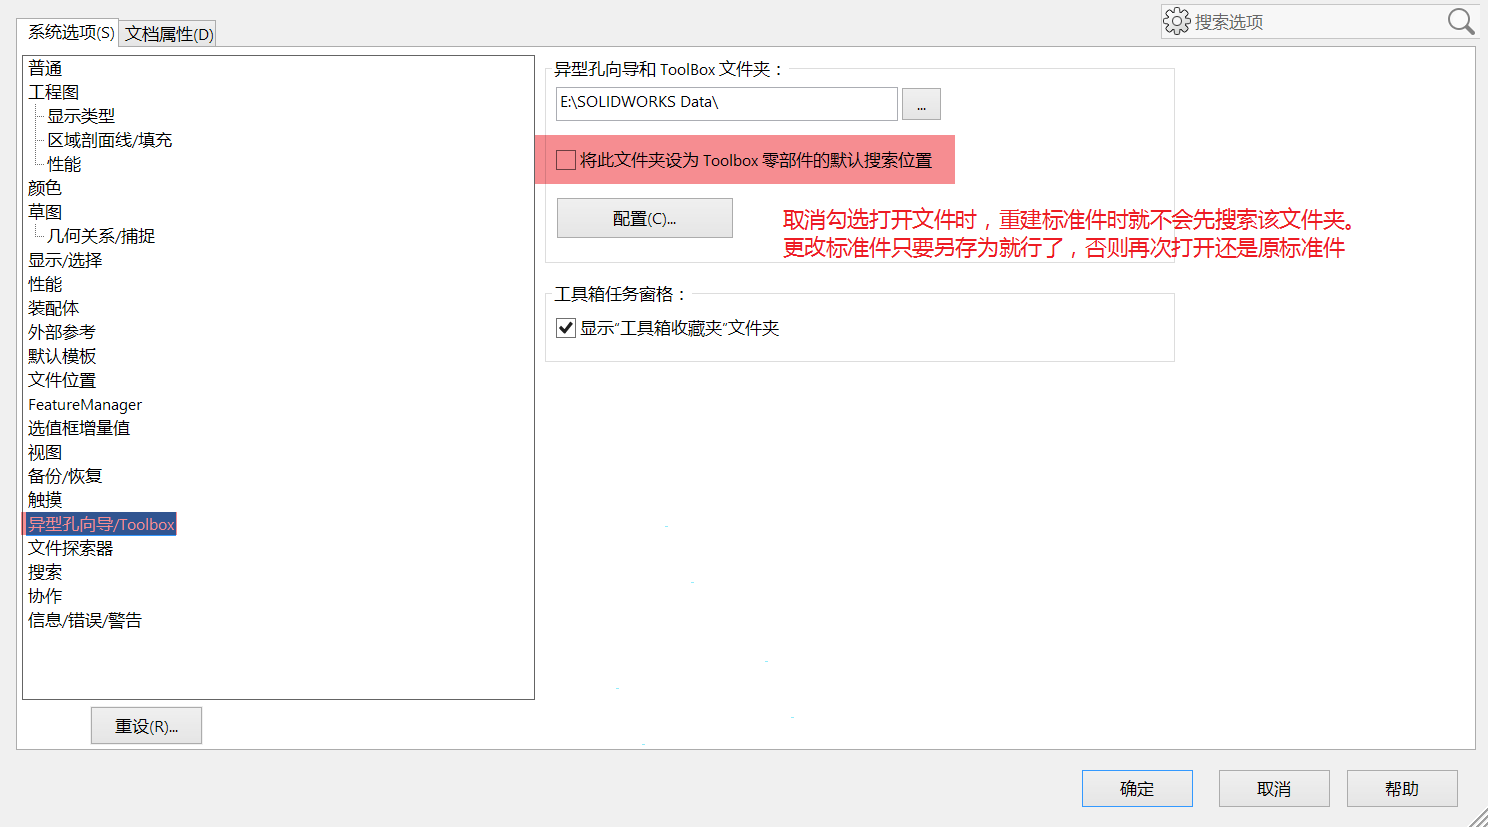 系统选项(S)
文档属性(D)
搜索选项
普通
工程图
显示类型
区域剖面线/填充
性能
颜色
草图
几何关系/捕捉
显示/选择
性能
装配体
外部参考
默认模板
文件位置
FeatureManager
选值框增量值
视图
备份/恢复
触摸
异型孔向导/Toolbox
文件探索器
搜索
协作
信息/错误/警告
重设(R)...
异型孔向导和 ToolBox 文件夹：
E:\SOLIDWORKS Data\
...
将此文件夹设为 Toolbox 零部件的默认搜索位置
配置(C)...
取消勾选打开文件时，重建标准件时就不会先搜索该文件夹。
更改标准件只要另存为就行了，否则再次打开还是原标准件
工具箱任务窗格：
显示“工具箱收藏夹”文件夹
确定
取消
帮助